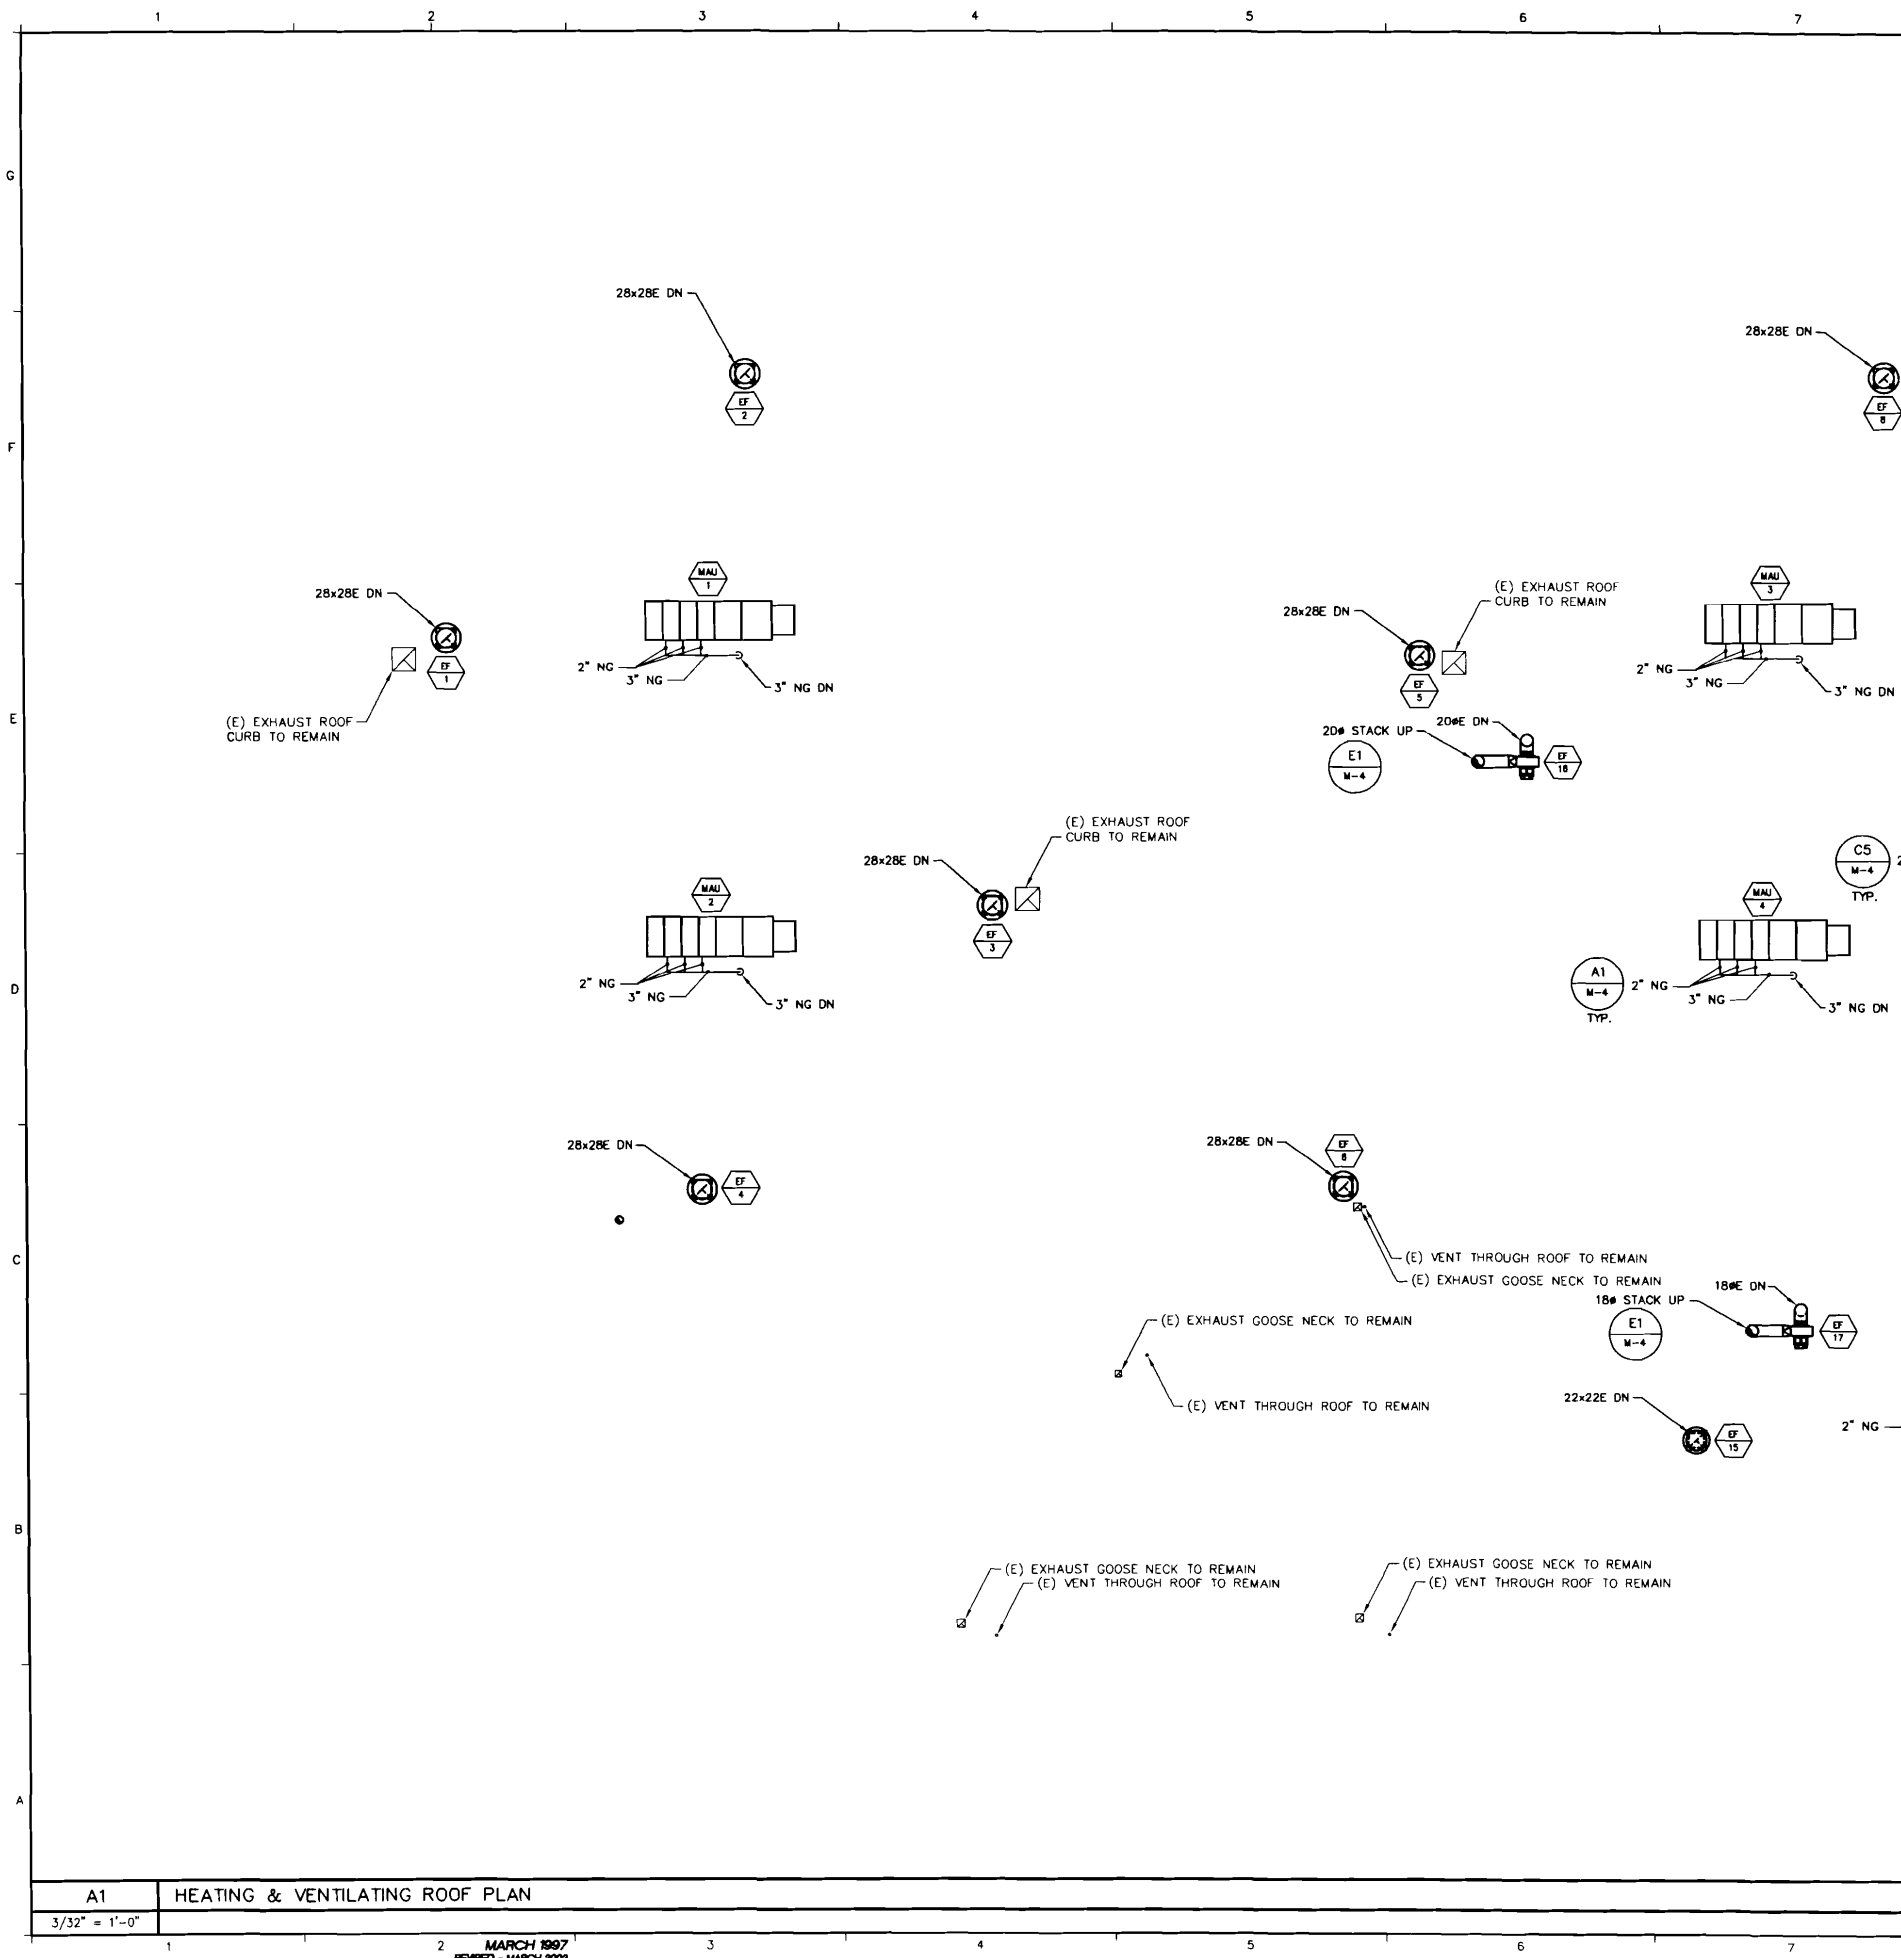 1 2 3 4 5 6 7
G
28x28E DN
EF
2
28x28E DN
EF
F
28x28E DN
EF
1
(E) EXHAUST ROOF
CURB TO REMAIN
MAU
1
2" NG
3" NG
3" NG DN
28x28E DN
(E) EXHAUST ROOF
CURB TO REMAIN
EF
5
MAU
3
2" NG
3" NG
3" NG DN
E
20ø STACK UP
20øE DN
E1
M-4
EF
16
(E) EXHAUST ROOF
CURB TO REMAIN
28x28E DN
EF
3
C5
M-4
TYP.
2
MAU
2
2" NG
3" NG
3" NG DN
MAU
4
A1
M-4
TYP.
2" NG
3" NG
3" NG DN
D
28x28E DN
EF
4
28x28E DN
EF
(E) VENT THROUGH ROOF TO REMAIN
(E) EXHAUST GOOSE NECK TO REMAIN
C
18øE DN
18ø STACK UP
E1
M-4
EF
17
(E) EXHAUST GOOSE NECK TO REMAIN
(E) VENT THROUGH ROOF TO REMAIN
22x22E DN
EF
15
2" NG
B
(E) EXHAUST GOOSE NECK TO REMAIN
(E) VENT THROUGH ROOF TO REMAIN
(E) EXHAUST GOOSE NECK TO REMAIN
(E) VENT THROUGH ROOF TO REMAIN
A
A1 HEATING & VENTILATING ROOF PLAN
3/32" = 1'-0"
1 2 3 4 5 6 7
MARCH 1997